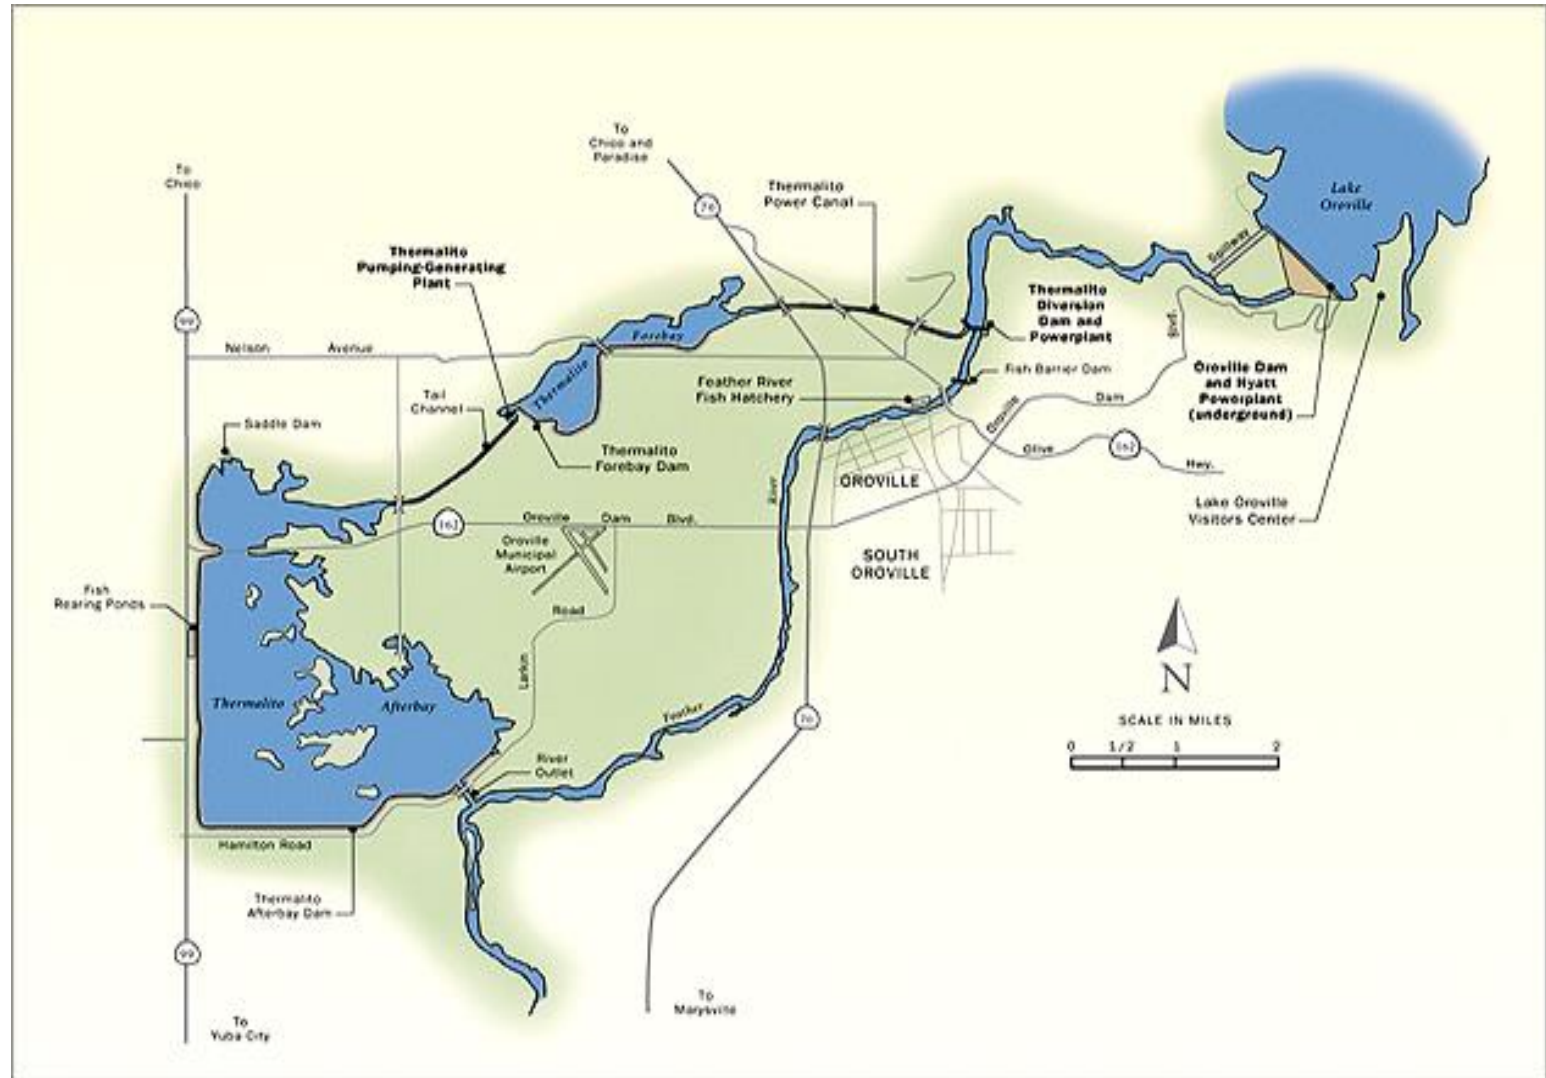 To
Chico and
Paradise
To
Chico
Thermalito
Power Canal
70
Lake
Oroville
Spillway
Thermalito
Pumping-Generating
Plant
Thermalito
Diversion
Dam and
Powerplant
99
Nelson Avenue
Forebay
Thermalito
Blvd
Oroville Dam
and Hyatt
Powerplant
(underground)
Fish Barrier Dam
Feather River
Fish Hatchery
Tail
Channel
Oroville
Dam
Saddle Dam
Thermalito
Forebay Dam
Olive
162
Hwy.
River
OROVILLE
Lake Oroville
Visitors Center
162
Oroville Dam Blvd.
Oroville
Municipal
Airport
SOUTH
OROVILLE
Fish
Rearing Ponds
Road
Larkin
N
Thermalito
Afterbay
Feather
70
SCALE IN MILES
0 1/2 1 2
River
Outlet
Hamilton Road
Thermalito
Afterbay Dam
99
To
Marysville
To
Yuba City